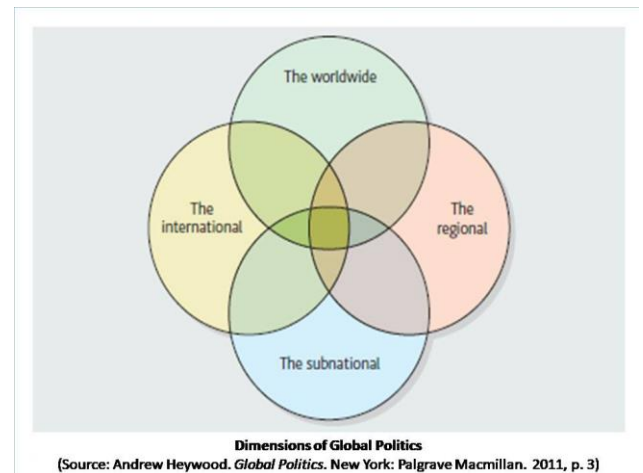 The worldwide
The
international
The
regional
The subnational
Dimensions of Global Politics
(Source: Andrew Heywood. Global Politics. New York: Palgrave Macmillan. 2011, p. 3)